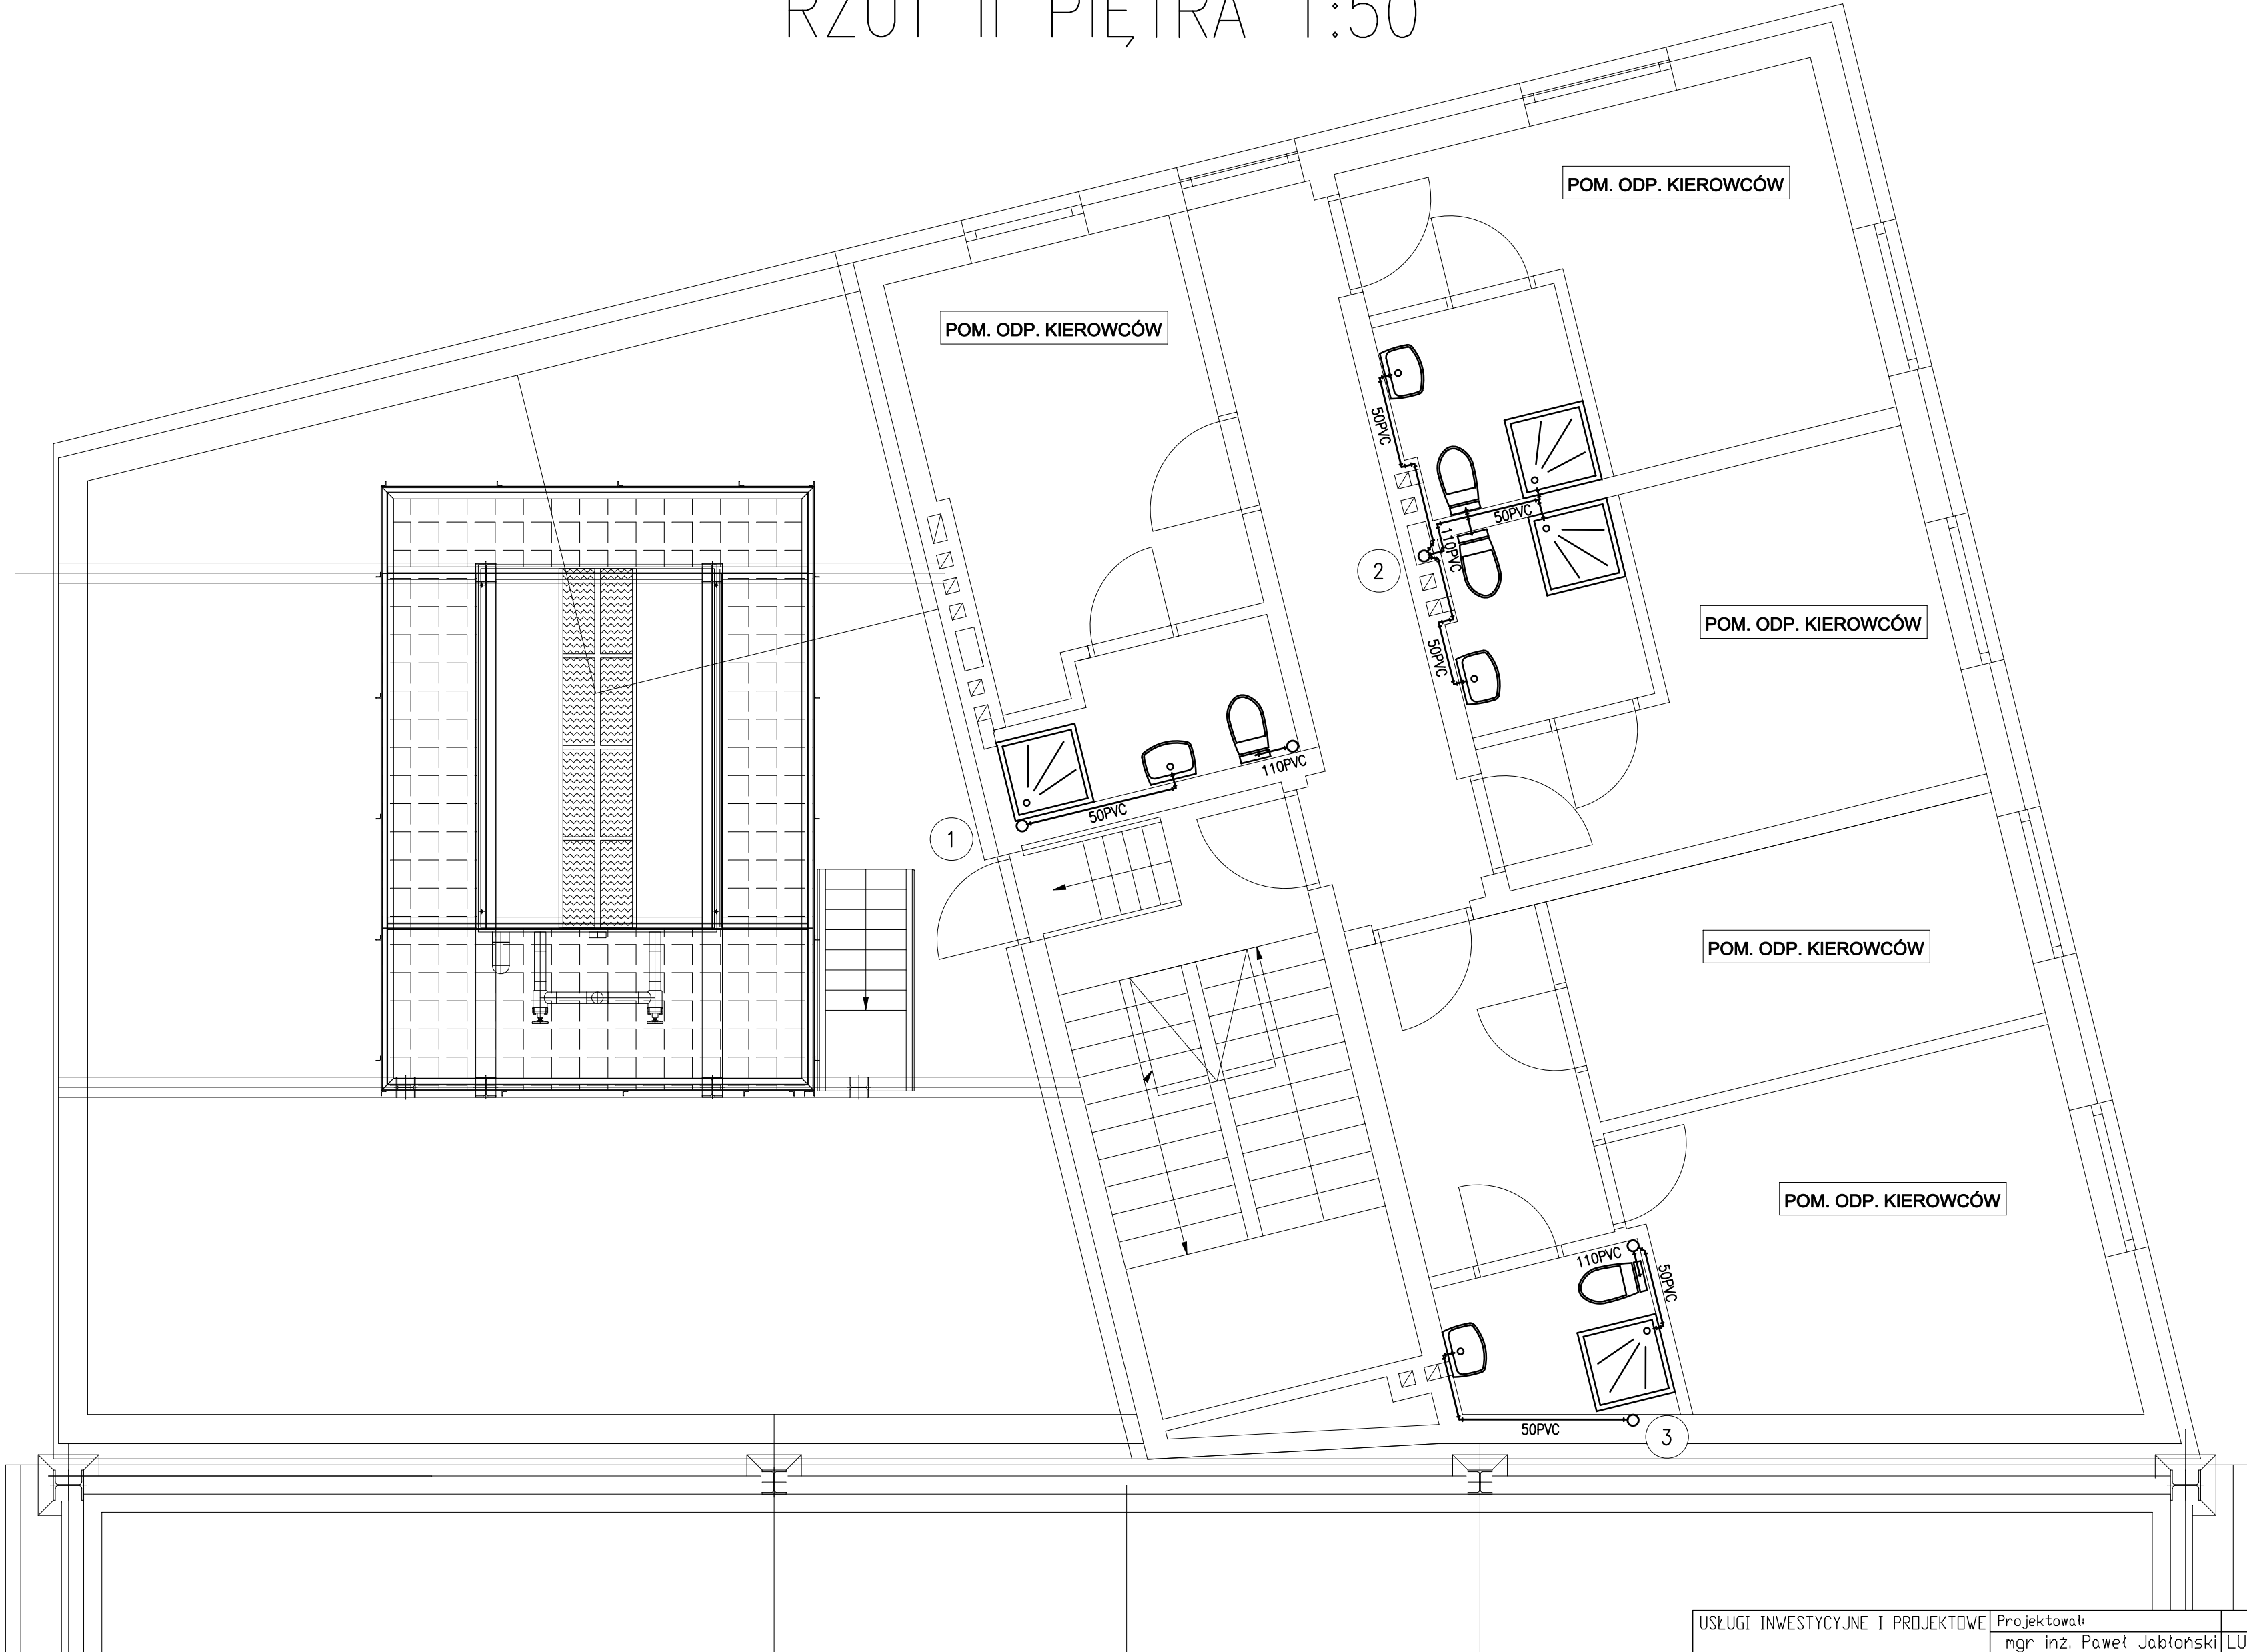 RZUT II PIĘTRA 1:50
POM. ODP. KIEROWCÓW
POM. ODP. KIEROWCÓW
50PVC
50PVC
110PVC
2
POM. ODP. KIEROWCÓW
50PVC
110PVC
50PVC
1
POM. ODP. KIEROWCÓW
POM. ODP. KIEROWCÓW
110PVC
50PVC
50PVC
3
USŁUGI INWESTYCYJNE I PROJEKTOWE
Projektował:
mgr inż. Paweł Jabłoński
LU